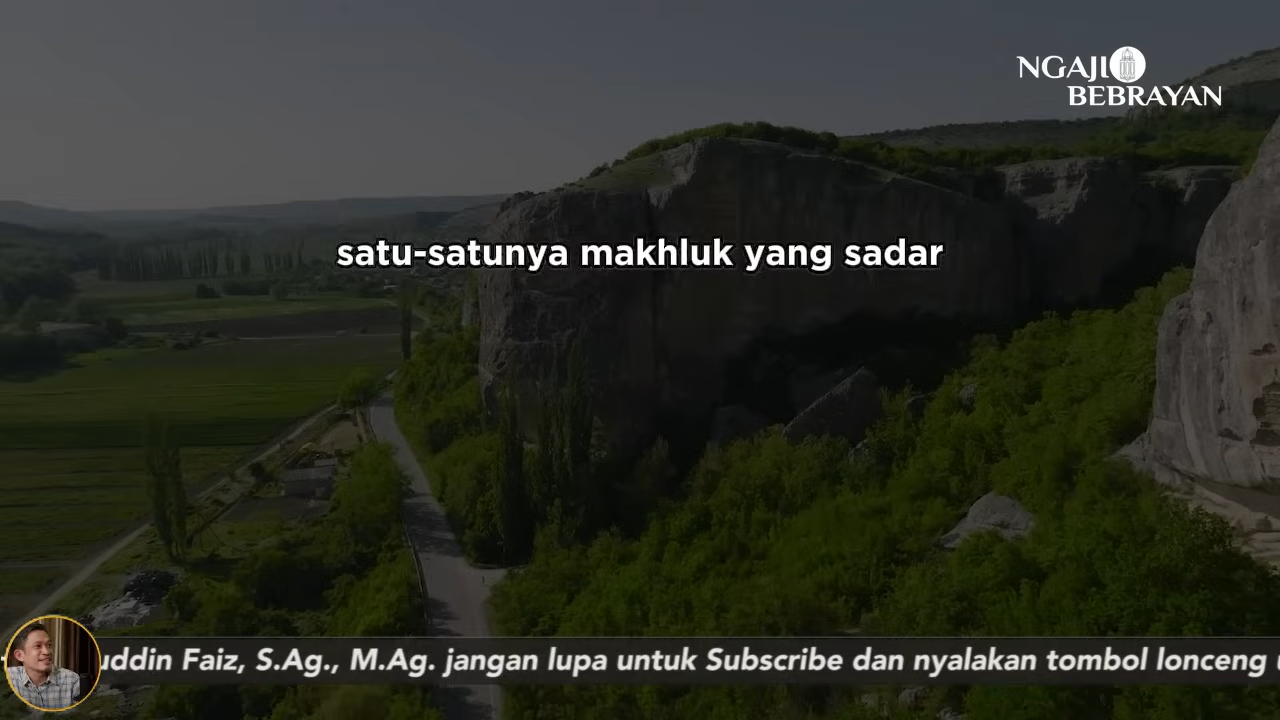 NGAJI
BEBRAYAN
satu-satunya makhluk yang sadar
uddin Faiz, S.Ag., M.Ag. jangan lupa untuk Subscribe dan nyalakan tombol lonceng